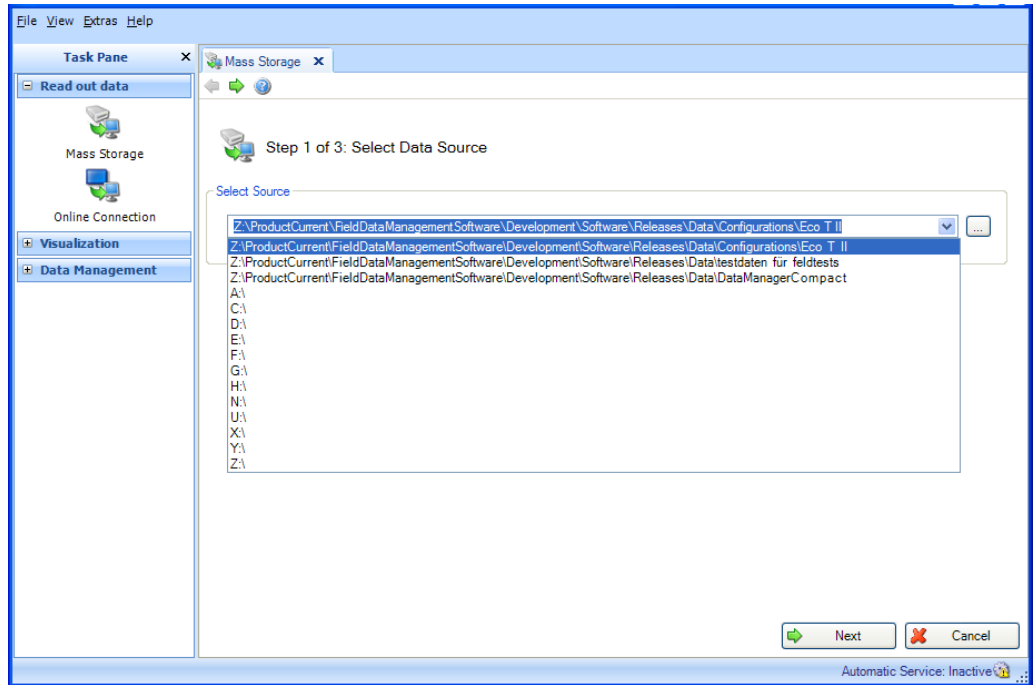 File View Extras Help
Task Pane
Mass Storage
Read out data
Mass Storage
Online Connection
Visualization
Data Management
Step 1 of 3: Select Data Source
Select Source
Z:\ProductCurrent\FieldDataManagementSoftware\Development\Software\Releases\Data\Configurations\Eco T II
...
Z:\ProductCurrent\FieldDataManagementSoftware\Development\Software\Releases\Data\Configurations\Eco T II
Z:\ProductCurrent\FieldDataManagementSoftware\Development\Software\Releases\Data\testdaten für feldtests
Z:\ProductCurrent\FieldDataManagementSoftware\Development\Software\Releases\Data\DataManagerCompact
A:\
C:\
D:\
E:\
F:\
G:\
H:\
N:\
U:\
X:\
Y:\
Z:\
Next
Cancel
Automatic Service: Inactive